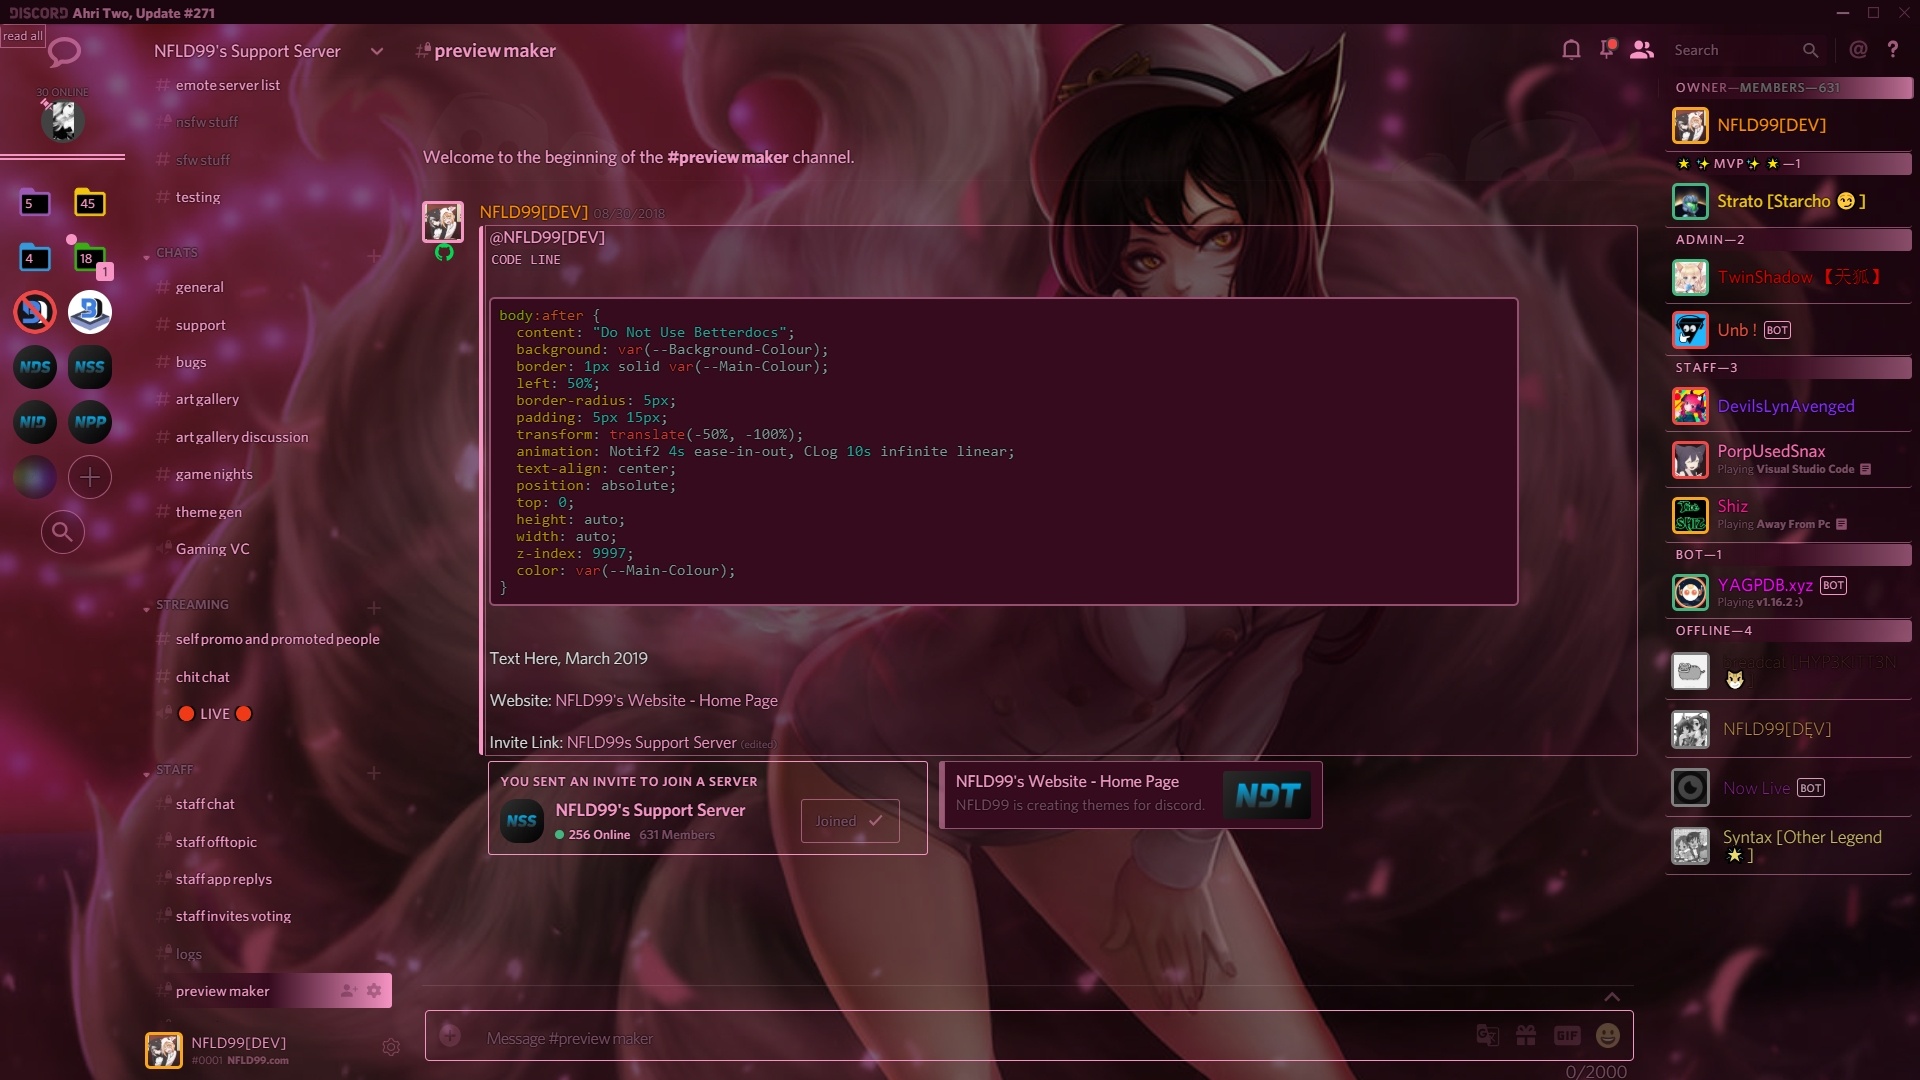 DISCORD Ahri Two, Update #271
read all
30 ONLINE
5
45
4
18
1
NDS
NSS
NID
NPP
NFLD99's Support Server
emote server list
nsfw stuff
sfw stuff
testing
CHATS
general
support
bugs
art gallery
art gallery discussion
game nights
theme gen
Gaming VC
STREAMING
self promo and promoted people
chit chat
🔴 LIVE 🔴
STAFF
staff chat
staff offtopic
staff app replys
staff invites voting
logs
preview maker
NFLD99[DEV]
#0001 NFLD99.com
# preview maker
Search
Welcome to the beginning of the #preview maker channel.
NFLD99[DEV] 08/30/2018
@NFLD99[DEV]
CODE LINE
body:after {
content: "Do Not Use Betterdocs";
background: var(--Background-Colour);
border: 1px solid var(--Main-Colour);
left: 50%;
border-radius: 5px;
padding: 5px 15px;
transform: translate(-50%, -100%);
animation: Notif2 4s ease-in-out, CLog 10s infinite linear;
text-align: center;
position: absolute;
top: 0;
height: auto;
width: auto;
z-index: 9997;
color: var(--Main-Colour);
}
Text Here, March 2019
Website: NFLD99's Website - Home Page
Invite Link: NFLD99s Support Server (edited)
YOU SENT AN INVITE TO JOIN A SERVER
NSS
NFLD99's Support Server
256 Online 631 Members
Joined
NFLD99's Website - Home Page
NFLD99 is creating themes for discord.
NDT
Message #preview maker
GIF
0/2000
OWNER—MEMBERS—631
NFLD99[DEV]
🌟✨MVP✨🌟—1
Strato [Starcho 😏]
ADMIN—2
TwinShadow【天狐】
Unb ! BOT
STAFF—3
DevilsLynAvenged
PorpUsedSnax
Playing Visual Studio Code
Shiz
Playing Away From Pc
The SHIZ
BOT—1
YAGPDB.xyz BOT
Playing v1.16.2 :)
OFFLINE—4
NFLD99[DĘV]
Now Live BOT
Syntax [Other Legend
🌟]